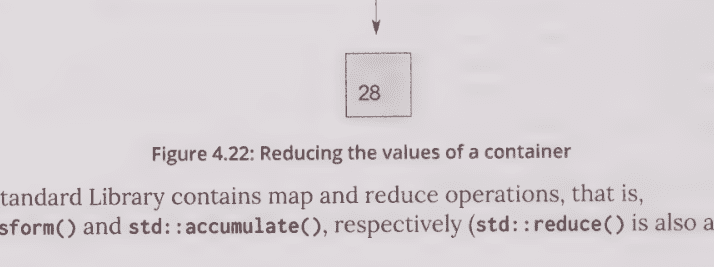 28
Figure 4.22: Reducing the values of a container
tandard Library contains map and reduce operations, that is,
sform() and std::accumulate(), respectively (std::reduce() is also a